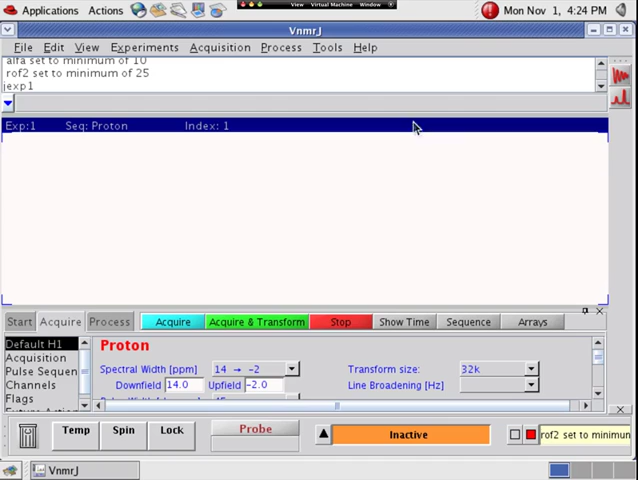 View Virtual Machine Window
Applications Actions Mon Nov 1, 4:24 PM
VnmrJ
File Edit View Experiments Acquisition Process Tools Help
alfa set to minimum of 10
rof2 set to minimum of 25
jexp1
Exp:1 Seq: Proton Index: 1
Start Acquire Process Acquire Acquire & Transform Stop Show Time Sequence Arrays
Default H1
Acquisition
Pulse Sequen
Channels
Flags
Proton
Spectral Width [ppm] 14 → -2 Transform size: 32k
Downfield 14.0 Upfield -2.0 Line Broadening [Hz]
Temp Spin Lock Probe Inactive rof2 set to minimun
VnmrJ